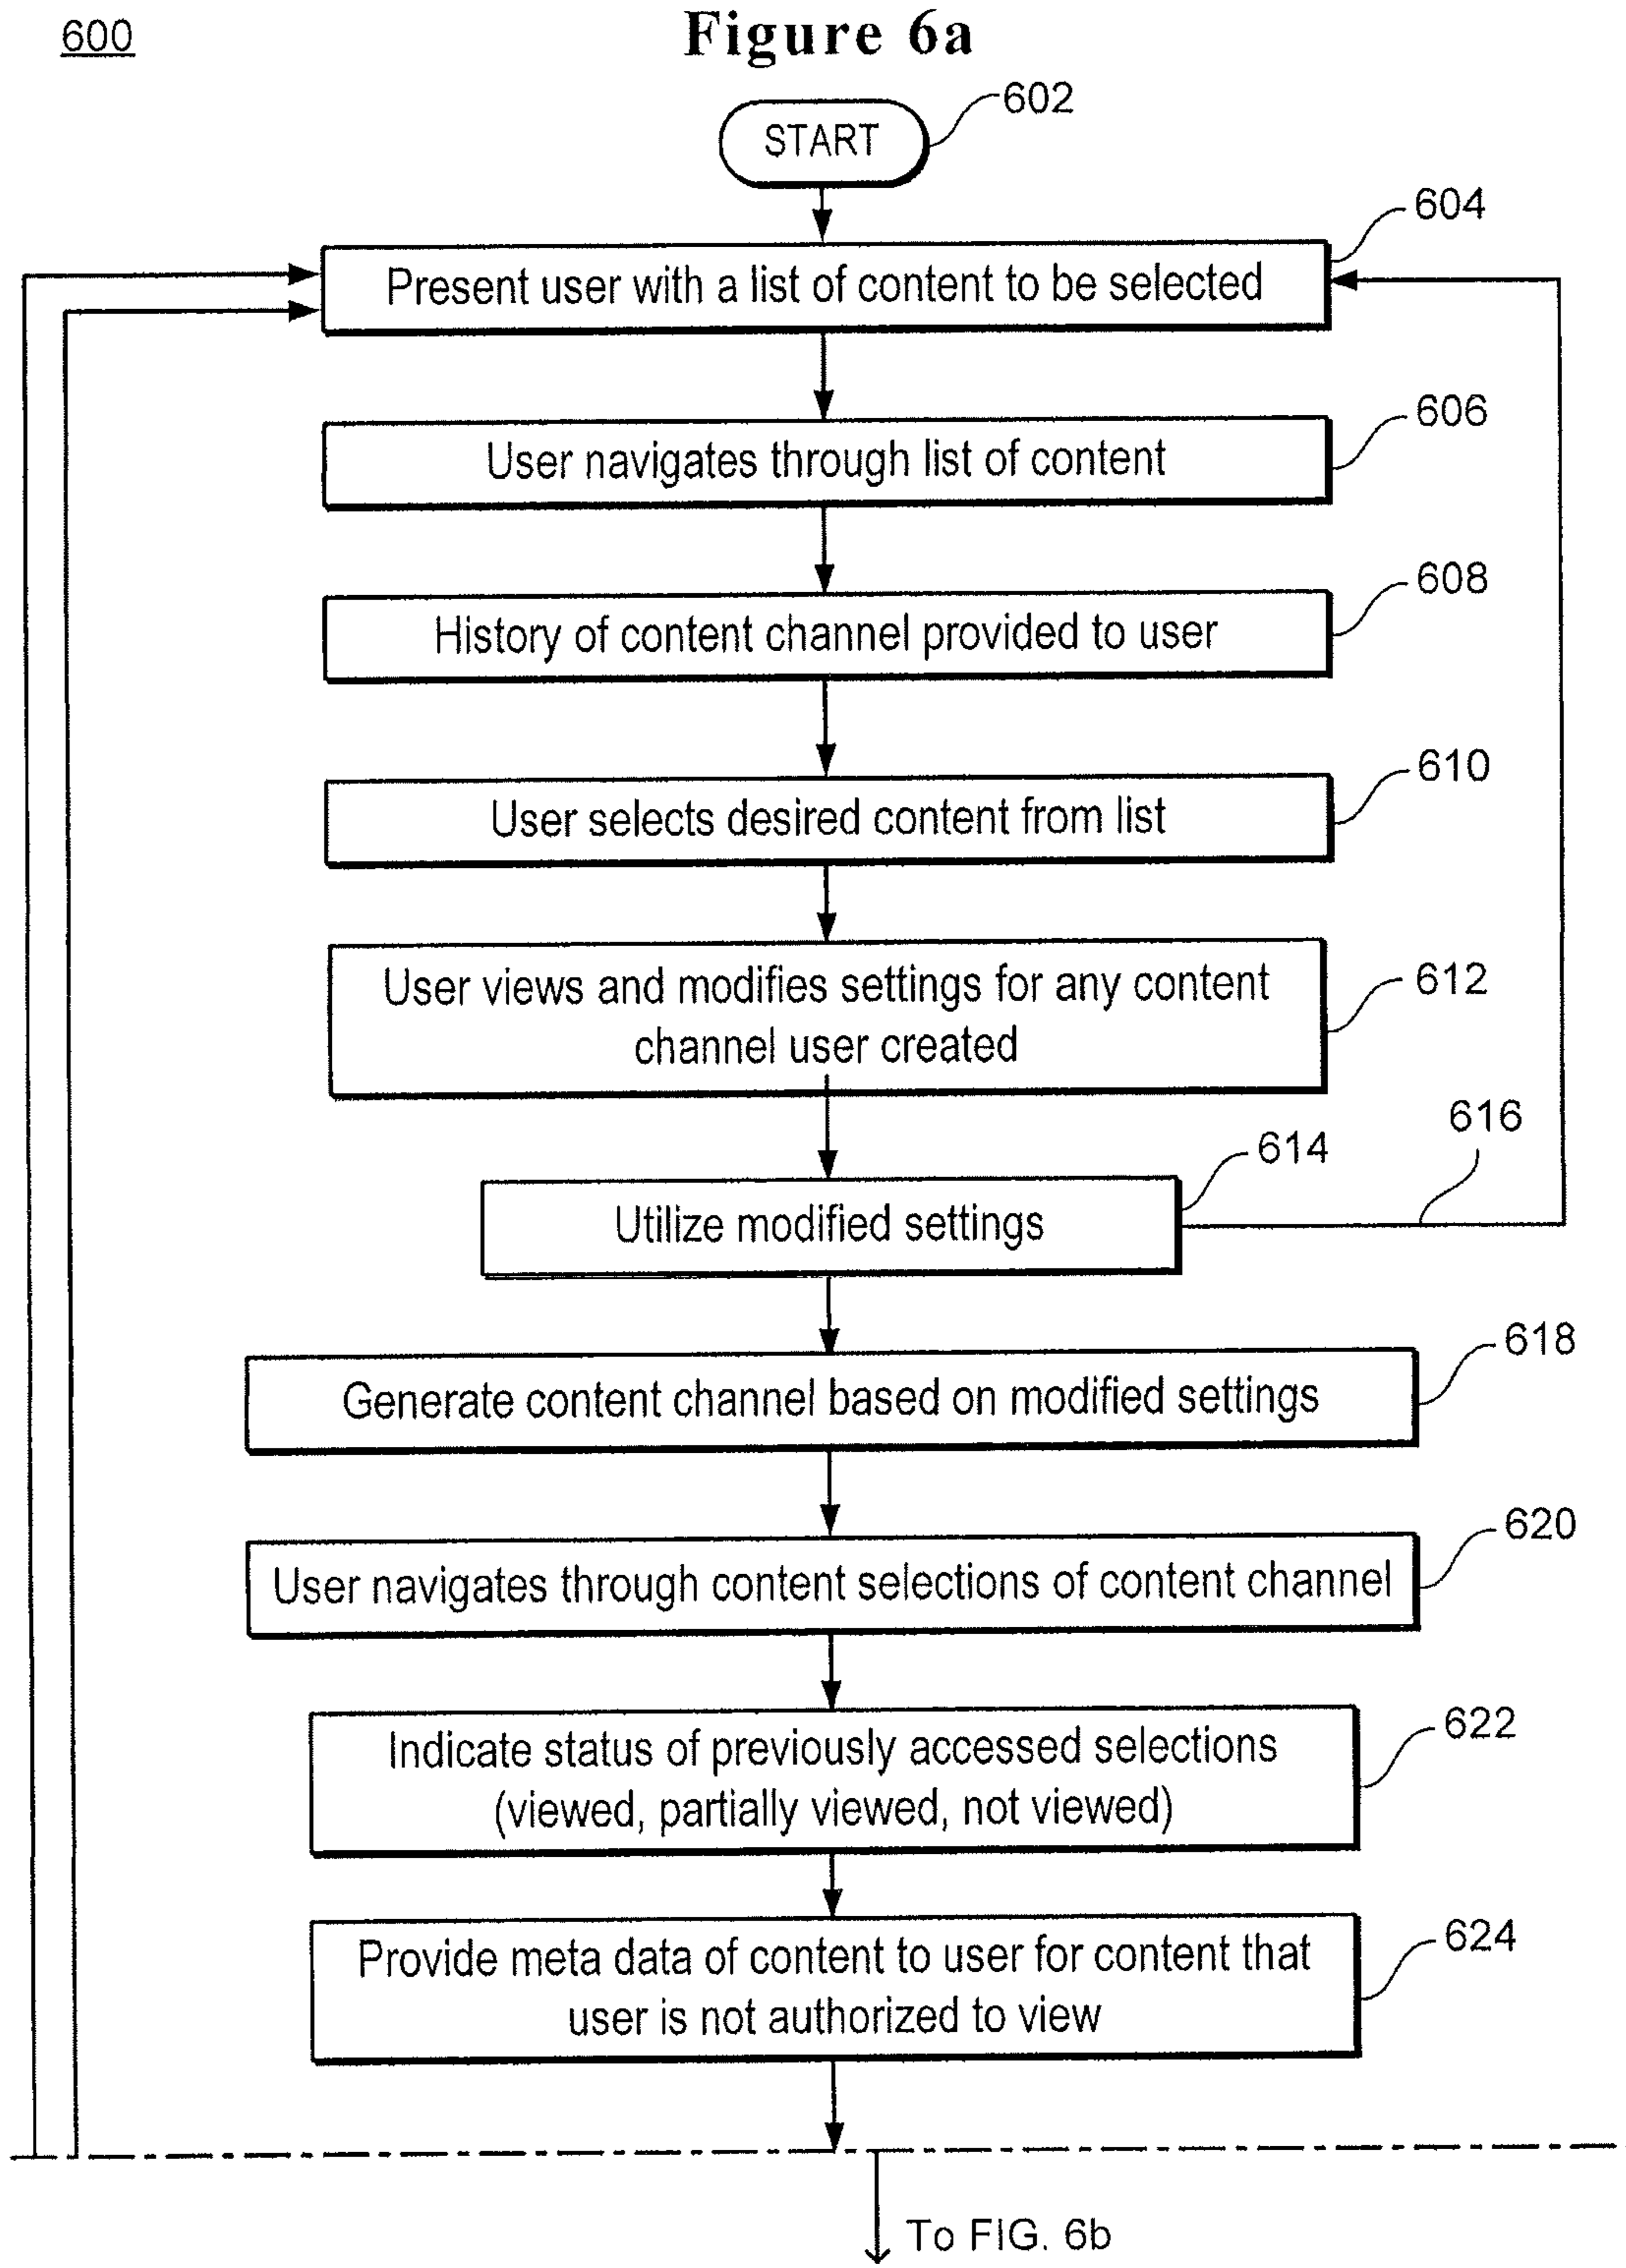 600
Figure 6a
602
START
604
Present user with a list of content to be selected
606
User navigates through list of content
608
History of content channel provided to user
610
User selects desired content from list
612
User views and modifies settings for any content
channel user created
616
614
Utilize modified settings
618
Generate content channel based on modified settings
620
User navigates through content selections of content channel
622
Indicate status of previously accessed selections
(viewed, partially viewed, not viewed)
624
Provide meta data of content to user for content that
user is not authorized to view
To FIG. 6b